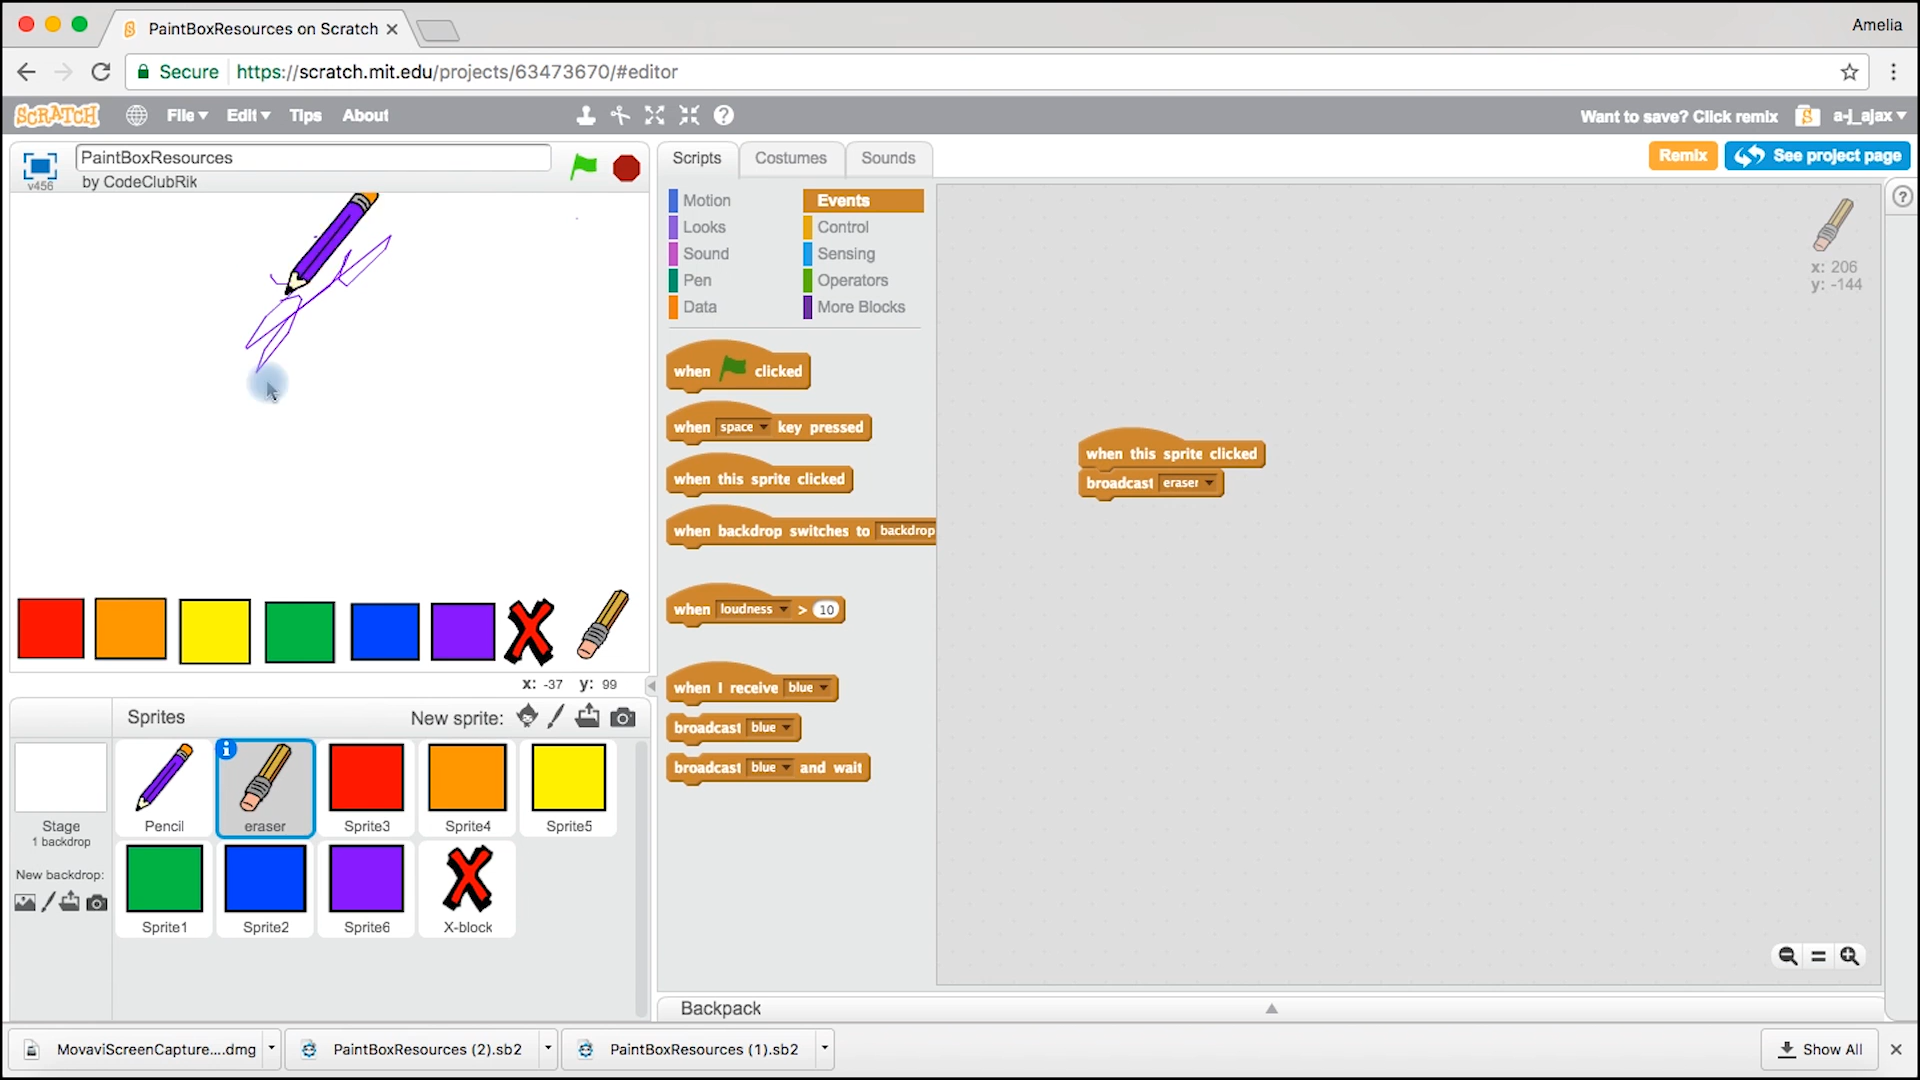 PaintBoxResources on Scratch
Amelia
Secure https://scratch.mit.edu/projects/63473670/#editor
SCRATCH File Edit Tips About
Want to save? Click remix a-j_ajax
v456
PaintBoxResources
by CodeClubRik
Scripts Costumes Sounds
Remix See project page
Motion Events
Looks Control
Sound Sensing
Pen Operators
Data More Blocks
when clicked
when space key pressed
when this sprite clicked
when backdrop switches to backdrop
when loudness > 10
when I receive blue
broadcast blue
broadcast blue and wait
when this sprite clicked
broadcast eraser
x: 206
y: -144
X
x: -37 y: 99
Sprites New sprite:
Stage
1 backdrop
New backdrop:
Pencil eraser Sprite3 Sprite4 Sprite5
X
Sprite1 Sprite2 Sprite6 X-block
Backpack
MovaviScreenCapture....dmg PaintBoxResources (2).sb2 PaintBoxResources (1).sb2 Show All